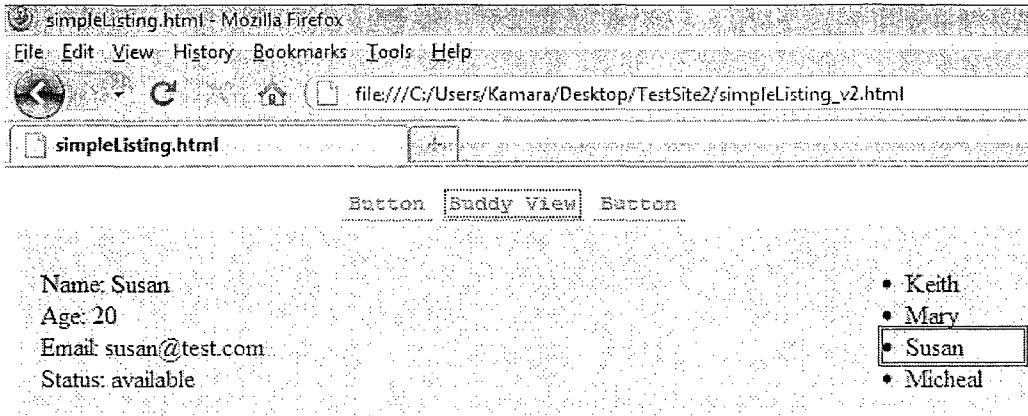 simpleListing.html - Mozilla Firefox
File Edit View History Bookmarks Tools Help
file:///C:/Users/Kamara/Desktop/TestSite2/simpleListing_v2.html
simpleListing.html
Button Buddy View Button
Name: Susan
Age: 20
Email: susan@test.com
Status: available
• Keith
• Mary
• Susan
• Micheal